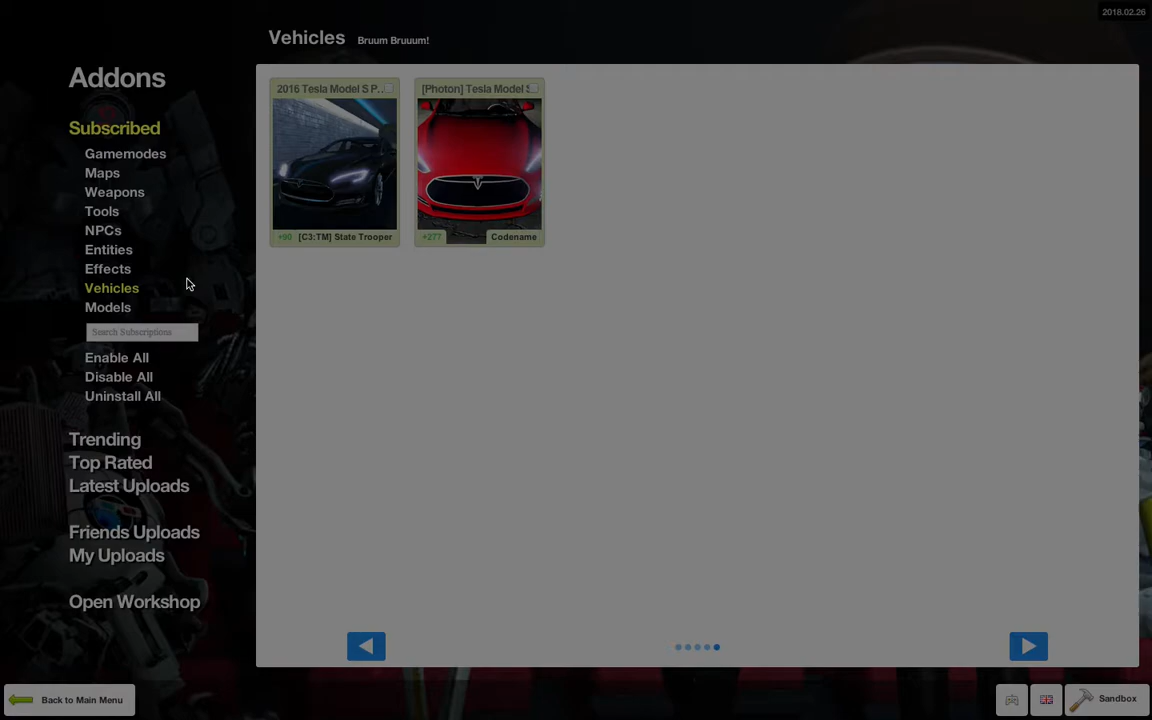 2018.02.26
Vehicles Bruum Bruuum!
Addons
2016 Tesla Model S P...
[Photon] Tesla Model S
+90 [C3:TM] State Trooper
+277 Codename
Subscribed
Gamemodes
Maps
Weapons
Tools
NPCs
Entities
Effects
Vehicles
Models
Search Subscriptions
Enable All
Disable All
Uninstall All
Trending
Top Rated
Latest Uploads
Friends Uploads
My Uploads
Open Workshop
Back to Main Menu
Sandbox